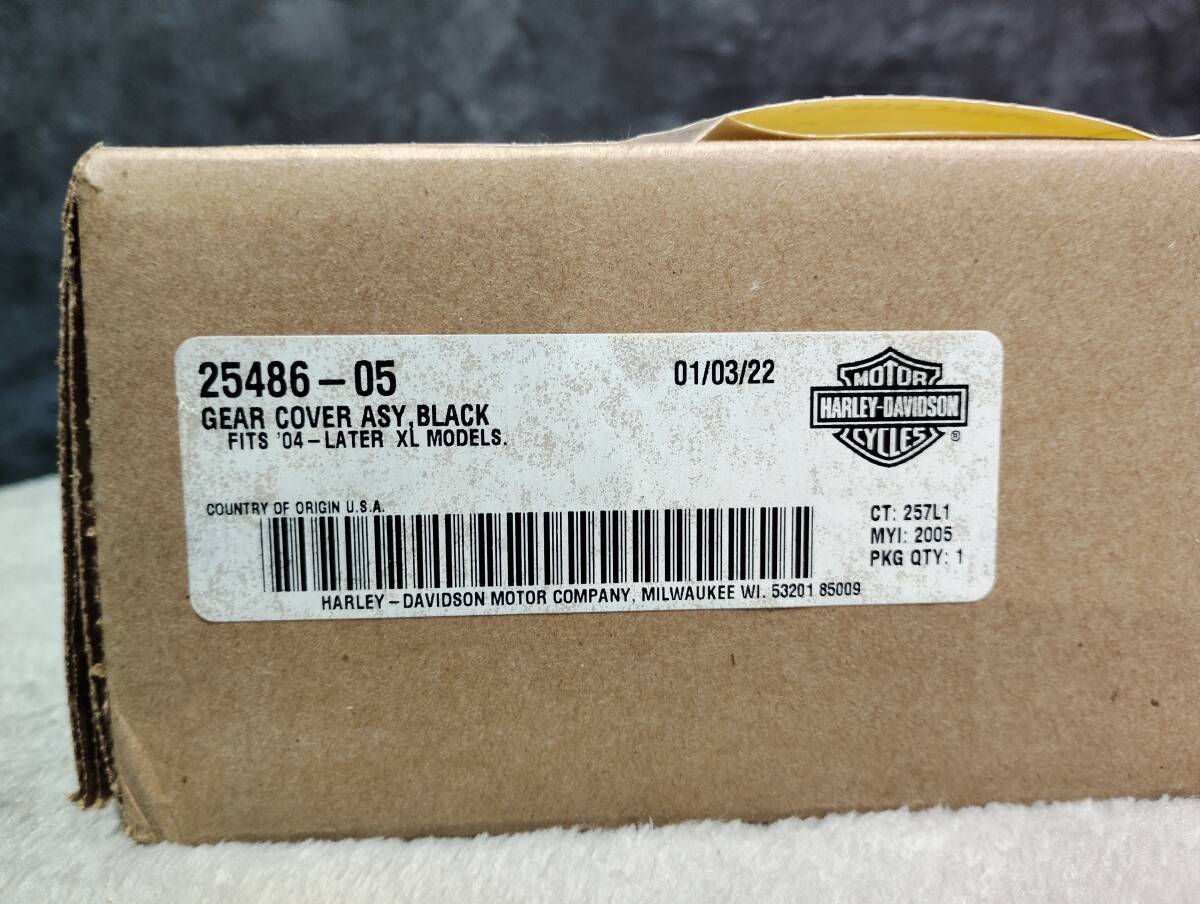 25486-05
01/03/22
GEAR COVER ASY,BLACK
FITS '04-LATER XL MODELS.
MOTOR
HARLEY-DAVIDSON
CYCLES
®
COUNTRY OF ORIGIN U.S.A.
CT: 257L1
MYI: 2005
PKG QTY: 1
HARLEY-DAVIDSON MOTOR COMPANY, MILWAUKEE WI. 53201 85009